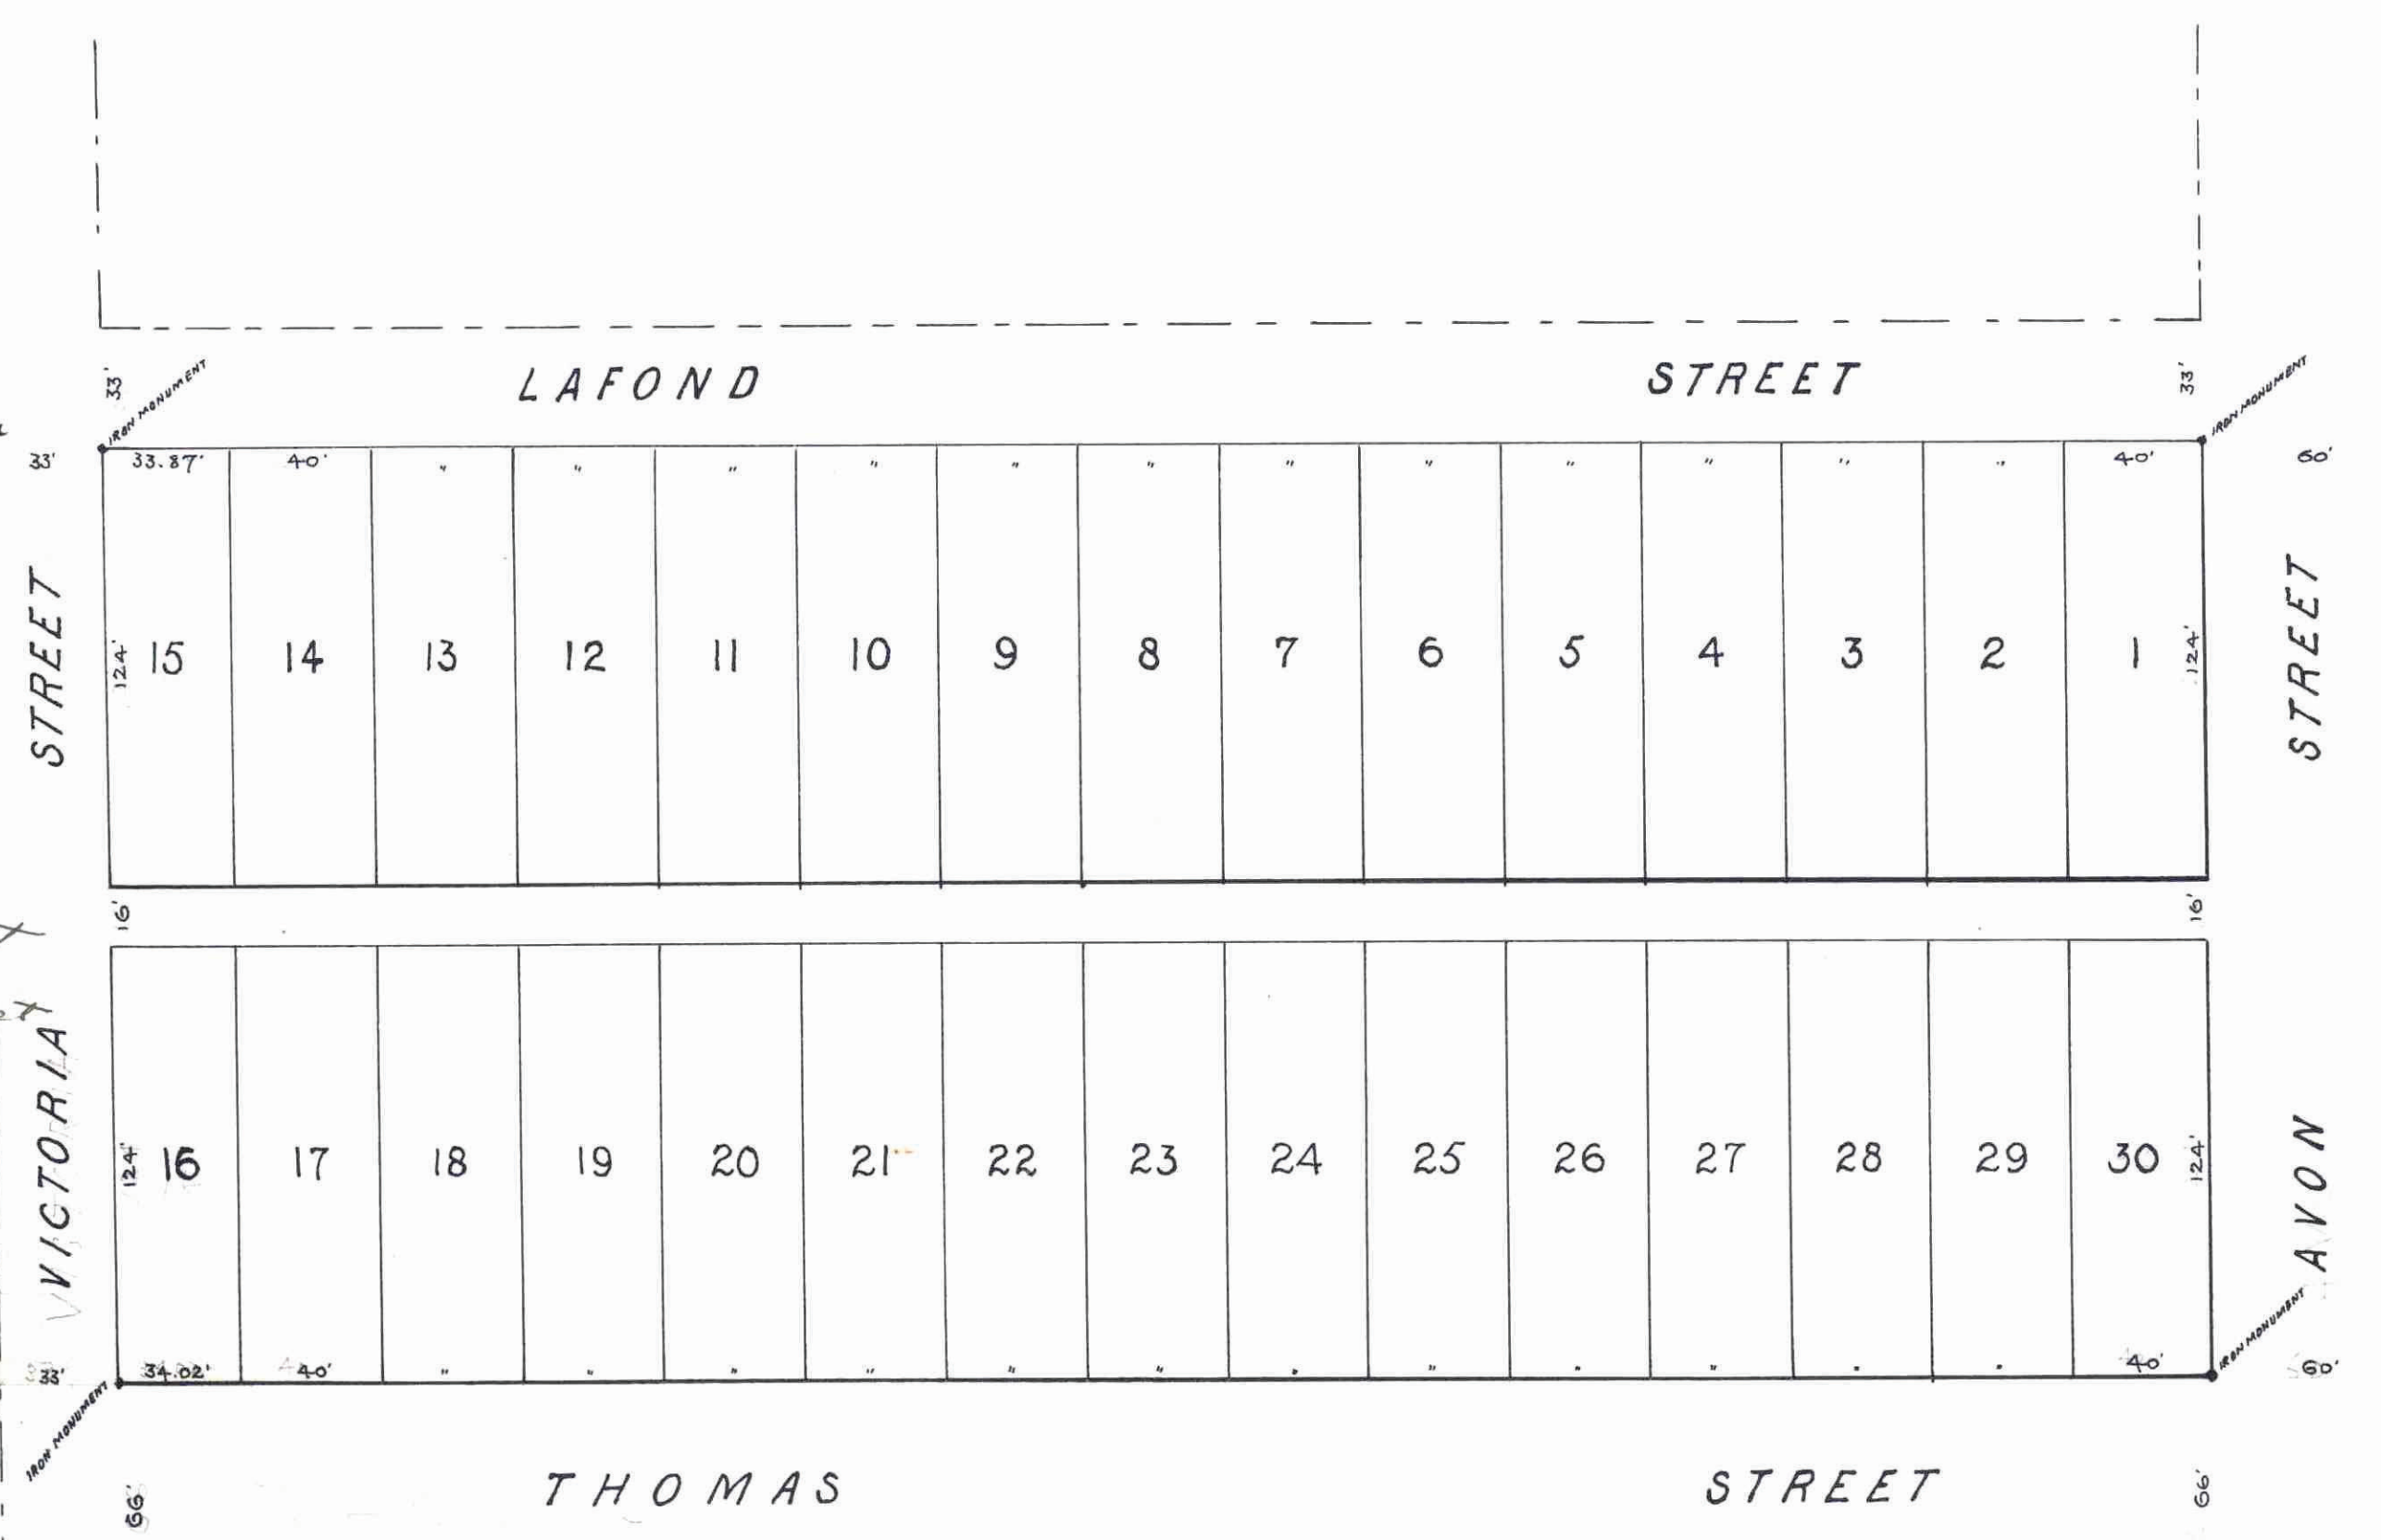 LAFOND STREET
33'
IRON MONUMENT
33'
IRON MONUMENT
33'
33.87' 40' " " " " " " " " " " " " 40'
60'
STREET
124'
15 14 13 12 11 10 9 8 7 6 5 4 3 2 1
124'
STREET
16'
16'
VICTORIA
124'
16 17 18 19 20 21 22 23 24 25 26 27 28 29 30
124'
AVON
33'
34.02' 40' " " " " " " " " " " " " 40'
60'
IRON MONUMENT
IRON MONUMENT
THOMAS STREET
66'
66'